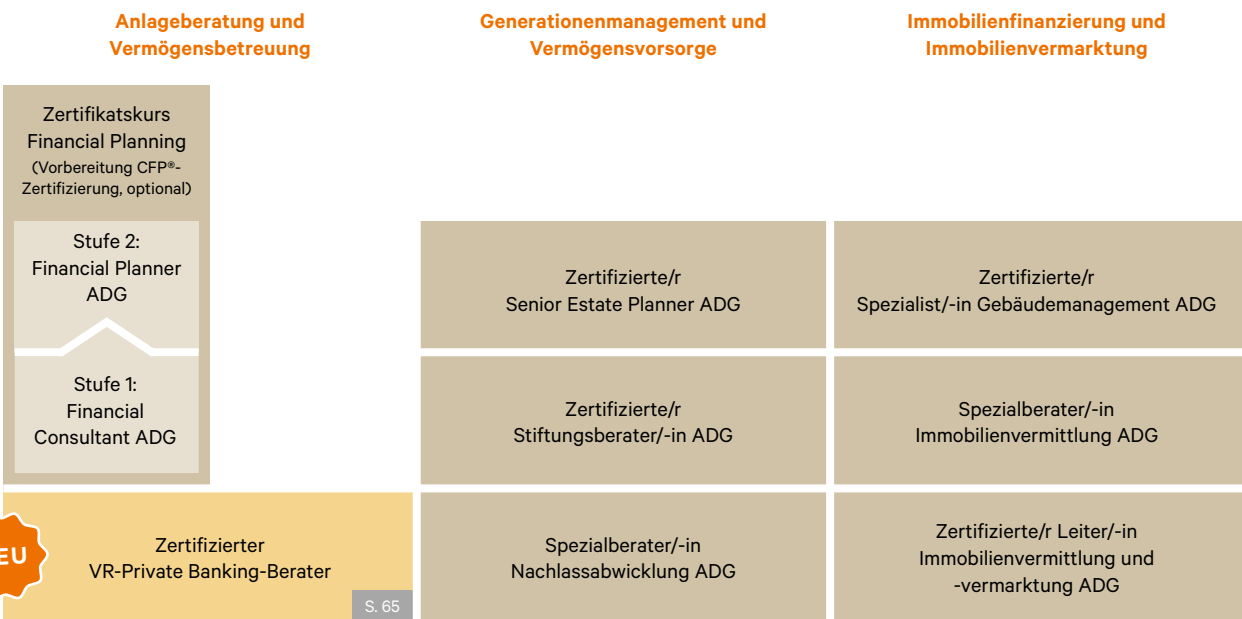 Anlageberatung und
Vermögensbetreuung
Generationenmanagement und
Vermögensvorsorge
Immobilienfinanzierung und
Immobilienvermarktung
Zertifikatskurs
Financial Planning
(Vorbereitung CFP®-
Zertifizierung, optional)
Stufe 2:
Financial Planner
ADG
Zertifizierte/r
Senior Estate Planner ADG
Zertifizierte/r
Spezialist/-in Gebäudemanagement ADG
Stufe 1:
Financial
Consultant ADG
Zertifizierte/r
Stiftungsberater/-in ADG
Spezialberater/-in
Immobilienvermittlung ADG
EU
Zertifizierter
VR-Private Banking-Berater
S. 65
Spezialberater/-in
Nachlassabwicklung ADG
Zertifizierte/r Leiter/-in
Immobilienvermittlung und
-vermarktung ADG